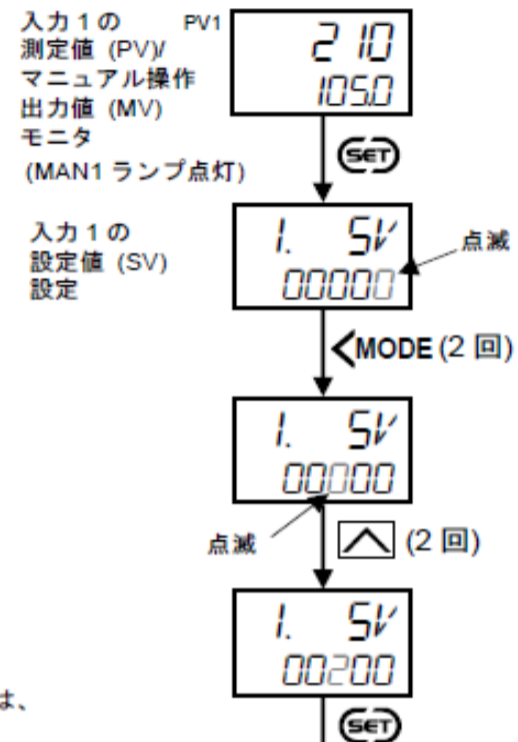 入力1の
測定値 (PV)/
マニュアル操作
出力値 (MV)
モニタ
(MAN1 ランプ点灯)
PV1
210
105.0
SET
入力1の
設定値 (SV)
設定
1. SV
00000
点滅
<MODE (2 回)
1. SV
00000
点滅
(2 回)
1. SV
00200
は、
SET